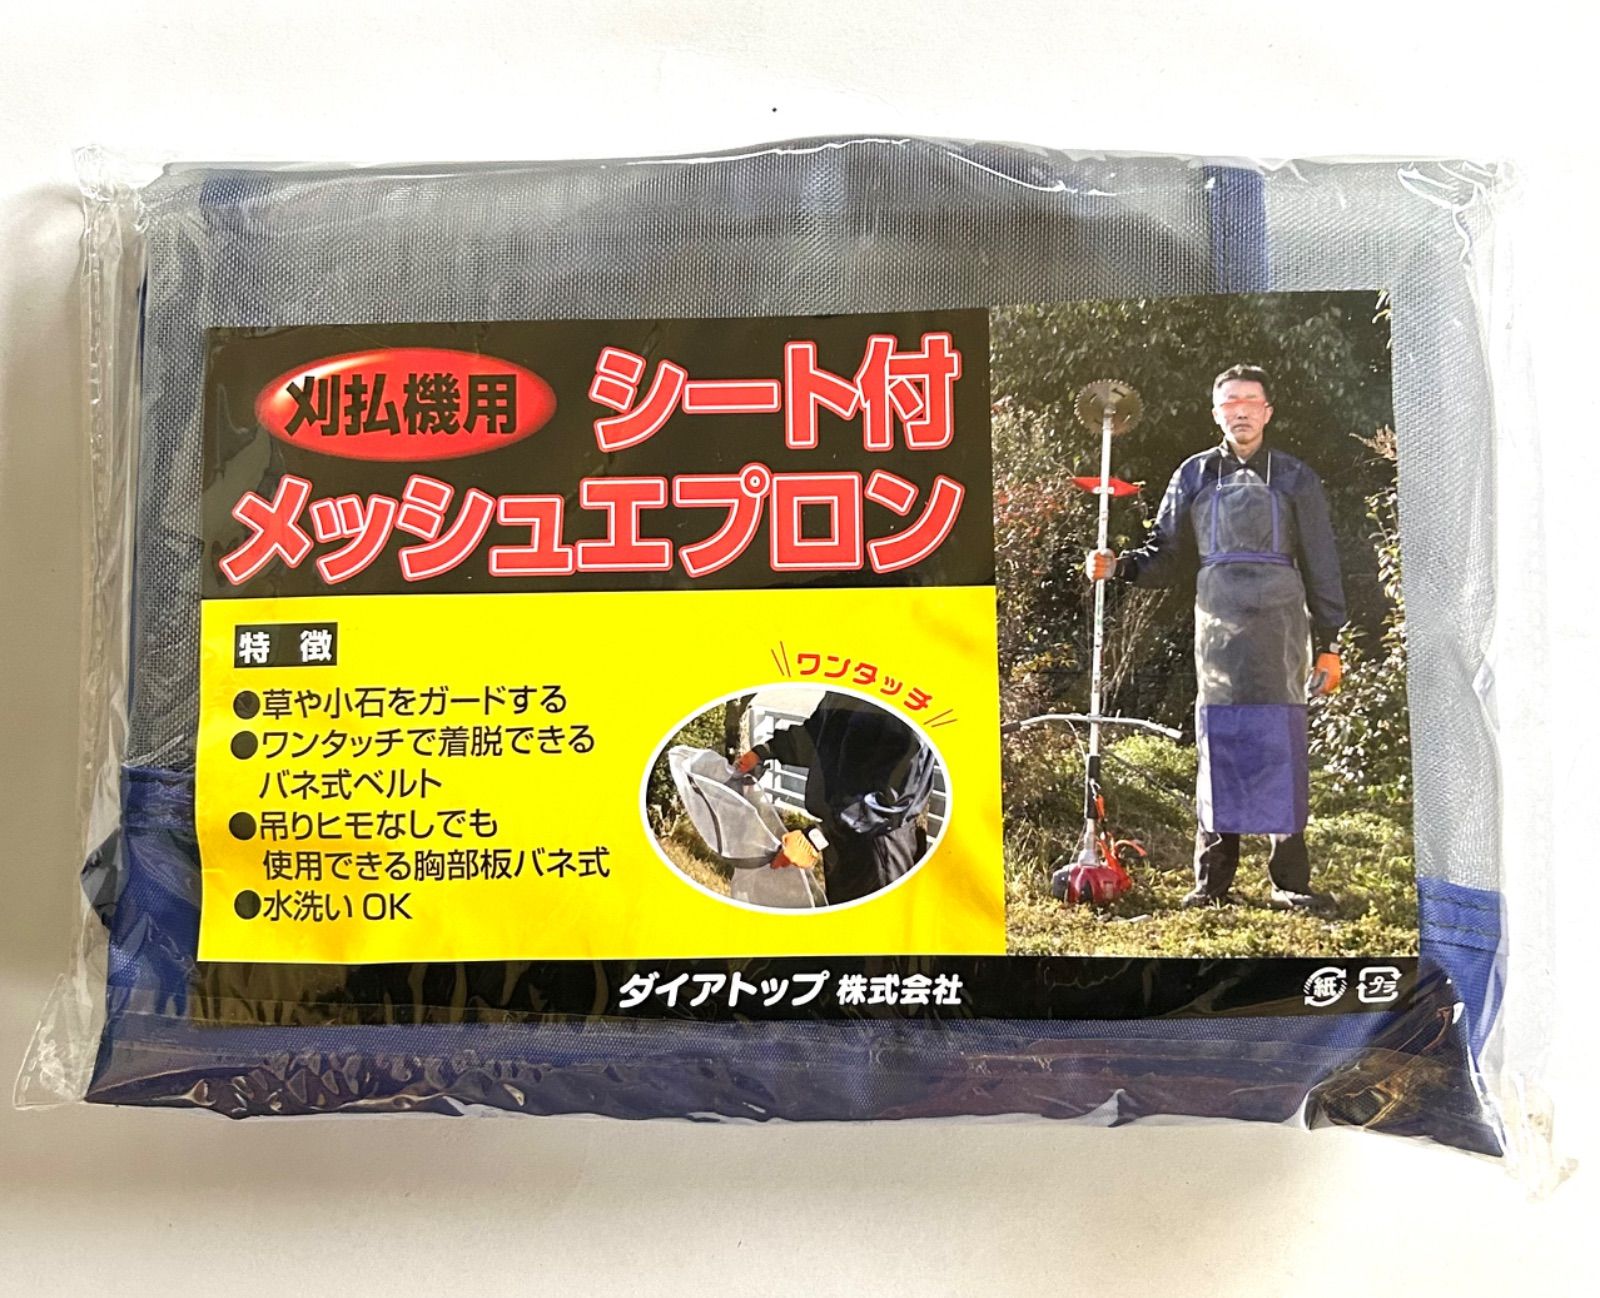 刈払機用 シート付
メッシュエプロン
特 徴
●草や小石をガードする
●ワンタッチで着脱できる
バネ式ベルト
●吊りヒモなしでも
使用できる胸部板バネ式
●水洗い OK
ワンタッチ
ダイアトップ 株式会社
紙 プラ